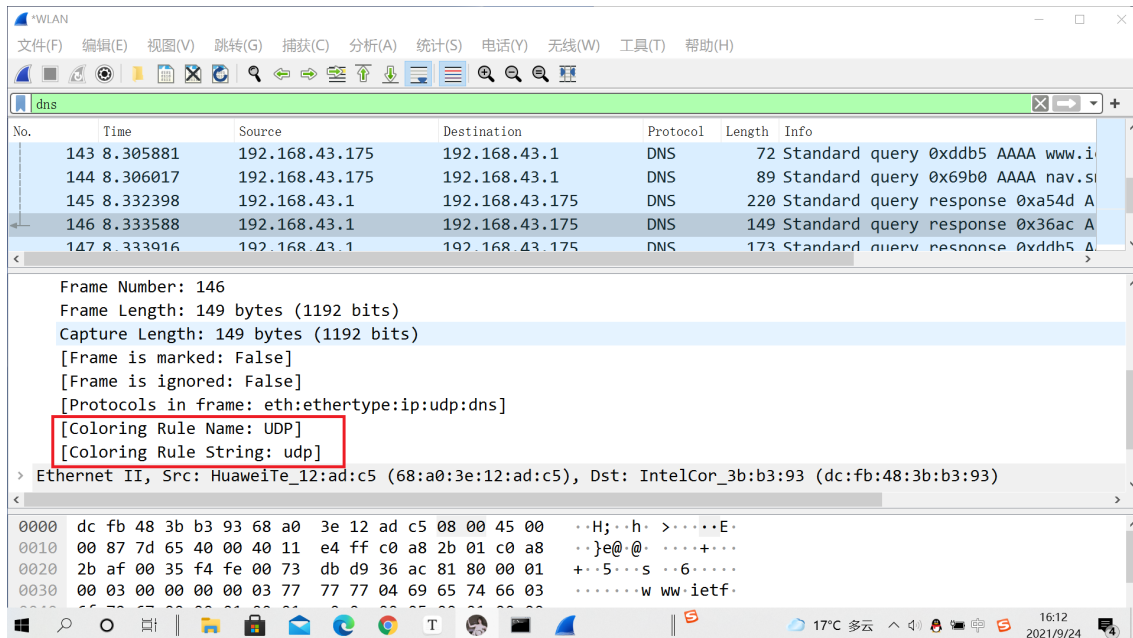 *WLAN
文件(F) 编辑(E) 视图(V) 跳转(G) 捕获(C) 分析(A) 统计(S) 电话(Y) 无线(W) 工具(T) 帮助(H)
dns
No. Time Source Destination Protocol Length Info
143 8.305881 192.168.43.175 192.168.43.1 DNS 72 Standard query 0xddb5 AAAA www.i
144 8.306017 192.168.43.175 192.168.43.1 DNS 89 Standard query 0x69b0 AAAA nav.s
145 8.332398 192.168.43.1 192.168.43.175 DNS 220 Standard query response 0xa54d A
146 8.333588 192.168.43.1 192.168.43.175 DNS 149 Standard query response 0x36ac A
147 8.333916 192.168.43.1 192.168.43.175 DNS 173 Standard query response 0xddb5 A
Frame Number: 146
Frame Length: 149 bytes (1192 bits)
Capture Length: 149 bytes (1192 bits)
[Frame is marked: False]
[Frame is ignored: False]
[Protocols in frame: eth:ethertype:ip:udp:dns]
[Coloring Rule Name: UDP]
[Coloring Rule String: udp]
Ethernet II, Src: HuaweiTe_12:ad:c5 (68:a0:3e:12:ad:c5), Dst: IntelCor_3b:b3:93 (dc:fb:48:3b:b3:93)
0000 dc fb 48 3b b3 93 68 a0 3e 12 ad c5 08 00 45 00 ··H;··h· >·····E·
0010 00 87 7d 65 40 00 40 11 e4 ff c0 a8 2b 01 c0 a8 ··}e@·@· ····+···
0020 2b af 00 35 f4 fe 00 73 db d9 36 ac 81 80 00 01 +··5···s ··6·····
0030 00 03 00 00 00 00 03 77 77 77 04 69 65 74 66 03 ·······w ww·ietf·
T
17°C 多云
中
16:12
2021/9/24
4